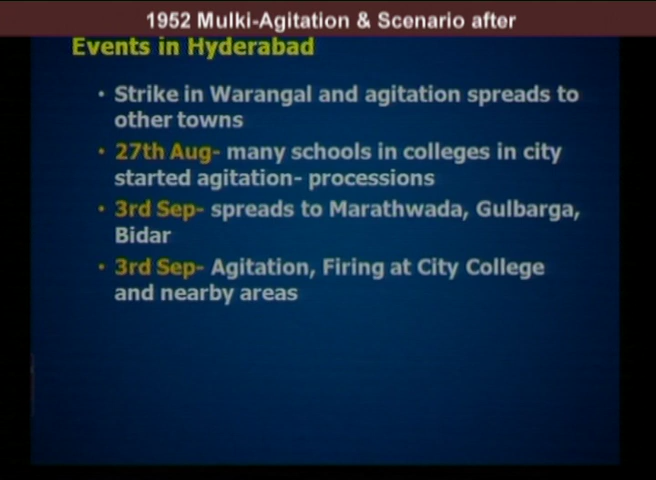 1952 Mulki-Agitation & Scenario after
Events in Hyderabad
• Strike in Warangal and agitation spreads to
other towns
• 27th Aug- many schools in colleges in city
started agitation- processions
• 3rd Sep- spreads to Marathwada, Gulbarga,
Bidar
• 3rd Sep- Agitation, Firing at City College
and nearby areas